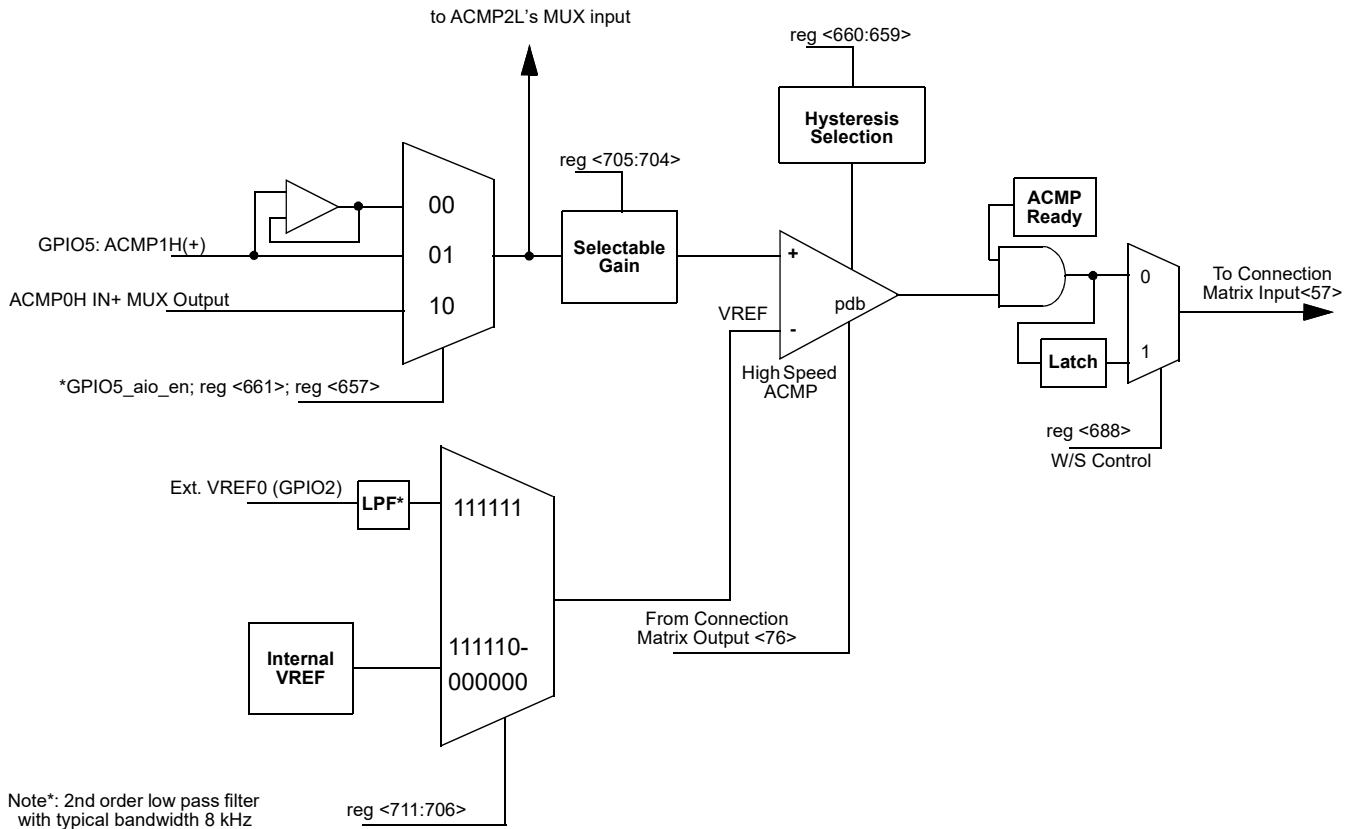 to ACMP2L's MUX input
reg <660:659>
Hysteresis
Selection
reg <705:704>
ACMP
Ready
00
Selectable
Gain
GPIO5: ACMP1H(+)
01
+
0
To Connection
Matrix Input<57>
ACMP0H IN+ MUX Output
10
VREF
pdb
-
1
Latch
High Speed
ACMP
*GPIO5_aio_en; reg <661>; reg <657>
reg <688>
W/S Control
Ext. VREF0 (GPIO2)
LPF*
111111
From Connection
Matrix Output <76>
Internal
VREF
111110-
000000
Note*: 2nd order low pass filter
with typical bandwidth 8 kHz
reg <711:706>